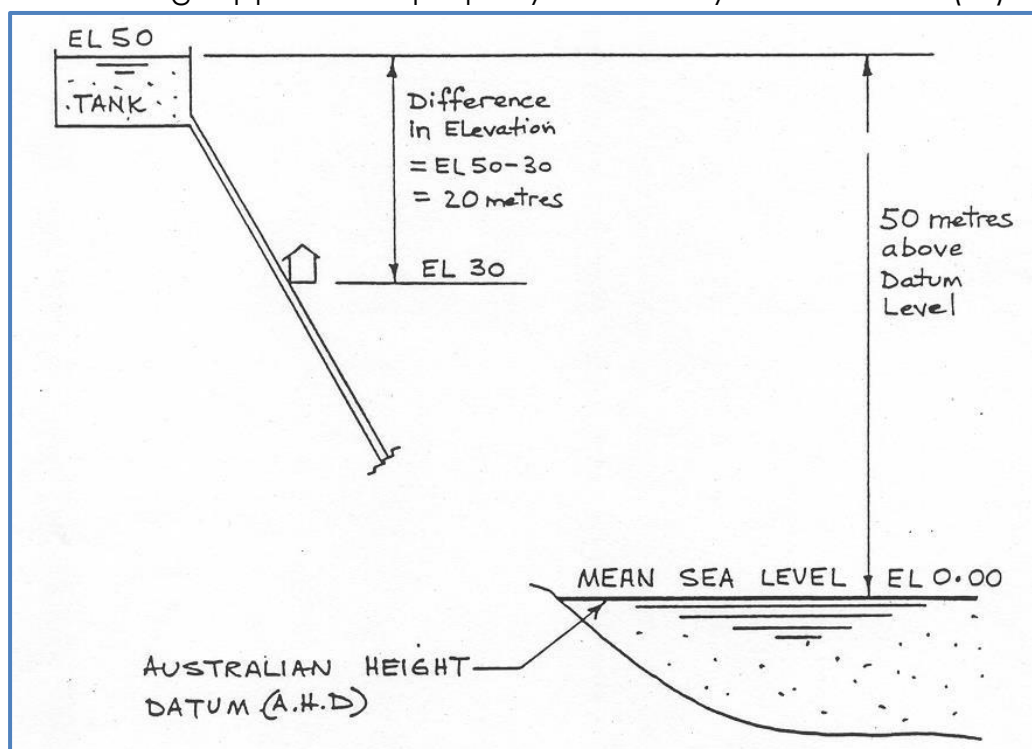 EL 50
TANK
Difference
in Elevation
= EL 50-30
= 20 metres
EL 30
50 metres
above
Datum
Level
MEAN SEA LEVEL EL 0.00
AUSTRALIAN HEIGHT
DATUM (A.H.D)